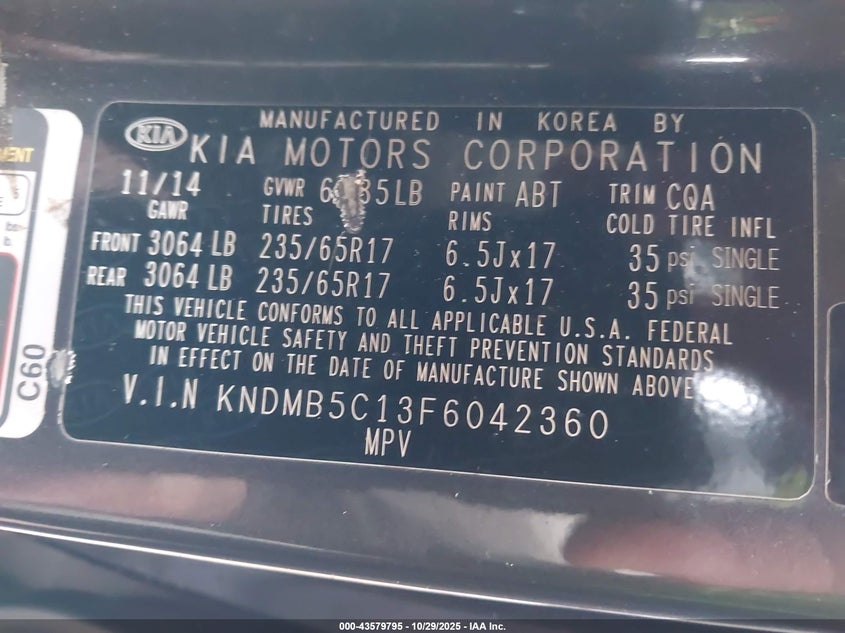 KIA
MANUFACTURED IN KOREA BY
KIA MOTORS CORPORATION
11/14 GVWR LB PAINT ABT TRIM CQA
GAWR TIRES RIMS COLD TIRE INFL
FRONT 3064 LB 235/65R17 6.5Jx17 35 psi SINGLE
REAR 3064 LB 235/65R17 6.5Jx17 35 psi SINGLE
THIS VEHICLE CONFORMS TO ALL APPLICABLE U.S.A. FEDERAL
MOTOR VEHICLE SAFETY AND THEFT PREVENTION STANDARDS
IN EFFECT ON THE DATE OF MANUFACTURE SHOWN ABOVE
V.I.N KNDMB5C13F6042360
MPV
C60
000-43579795 - 10/29/2025 - IAA Inc.